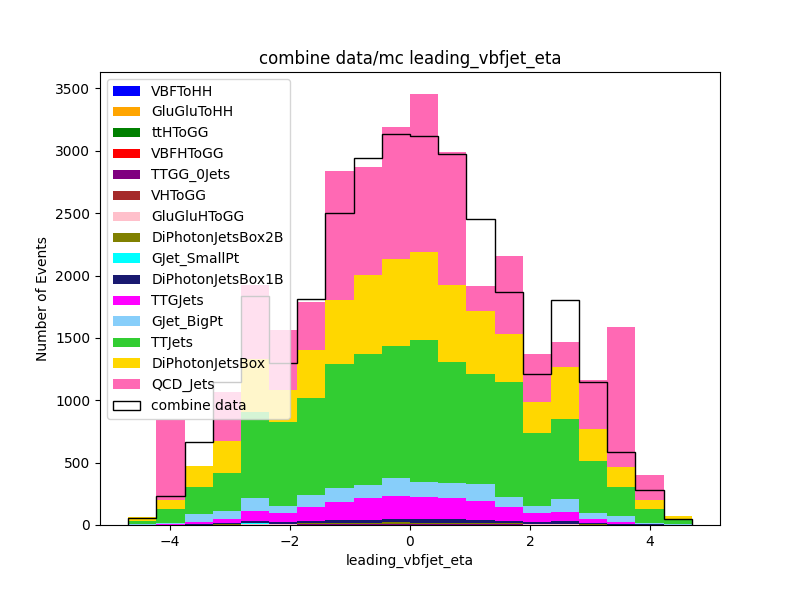 combine data/mc leading_vbfjet_eta
3500
3000
2500
2000
1500
1000
500
0
Number of Events
VBFToHH
GluGluToHH
ttHToGG
VBFHToGG
TTGG_0Jets
VHToGG
GluGluHToGG
DiPhotonJetsBox2B
GJet_SmallPt
DiPhotonJetsBox1B
TTGJets
GJet_BigPt
TTJets
DiPhotonJetsBox
QCD_Jets
combine data
−4
−2
0
2
4
leading_vbfjet_eta